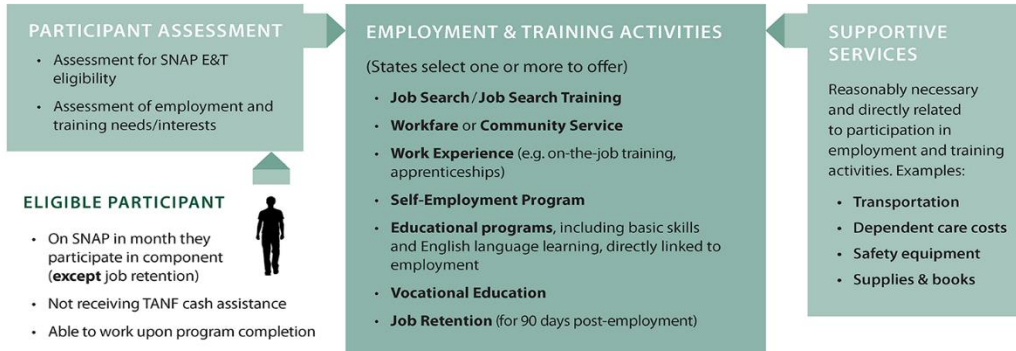 PARTICIPANT ASSESSMENT
• Assessment for SNAP E&T
eligibility
• Assessment of employment and
training needs/interests
ELIGIBLE PARTICIPANT
• On SNAP in month they
participate in component
(except job retention)
• Not receiving TANF cash assistance
• Able to work upon program completion
EMPLOYMENT & TRAINING ACTIVITIES
(States select one or more to offer)
• Job Search/Job Search Training
• Workfare or Community Service
• Work Experience (e.g. on-the-job training,
apprenticeships)
• Self-Employment Program
• Educational programs, including basic skills
and English language learning, directly linked to
employment
• Vocational Education
• Job Retention (for 90 days post-employment)
SUPPORTIVE
SERVICES
Reasonably necessary
and directly related
to participation in
employment and training
activities. Examples:
• Transportation
• Dependent care costs
• Safety equipment
• Supplies & books